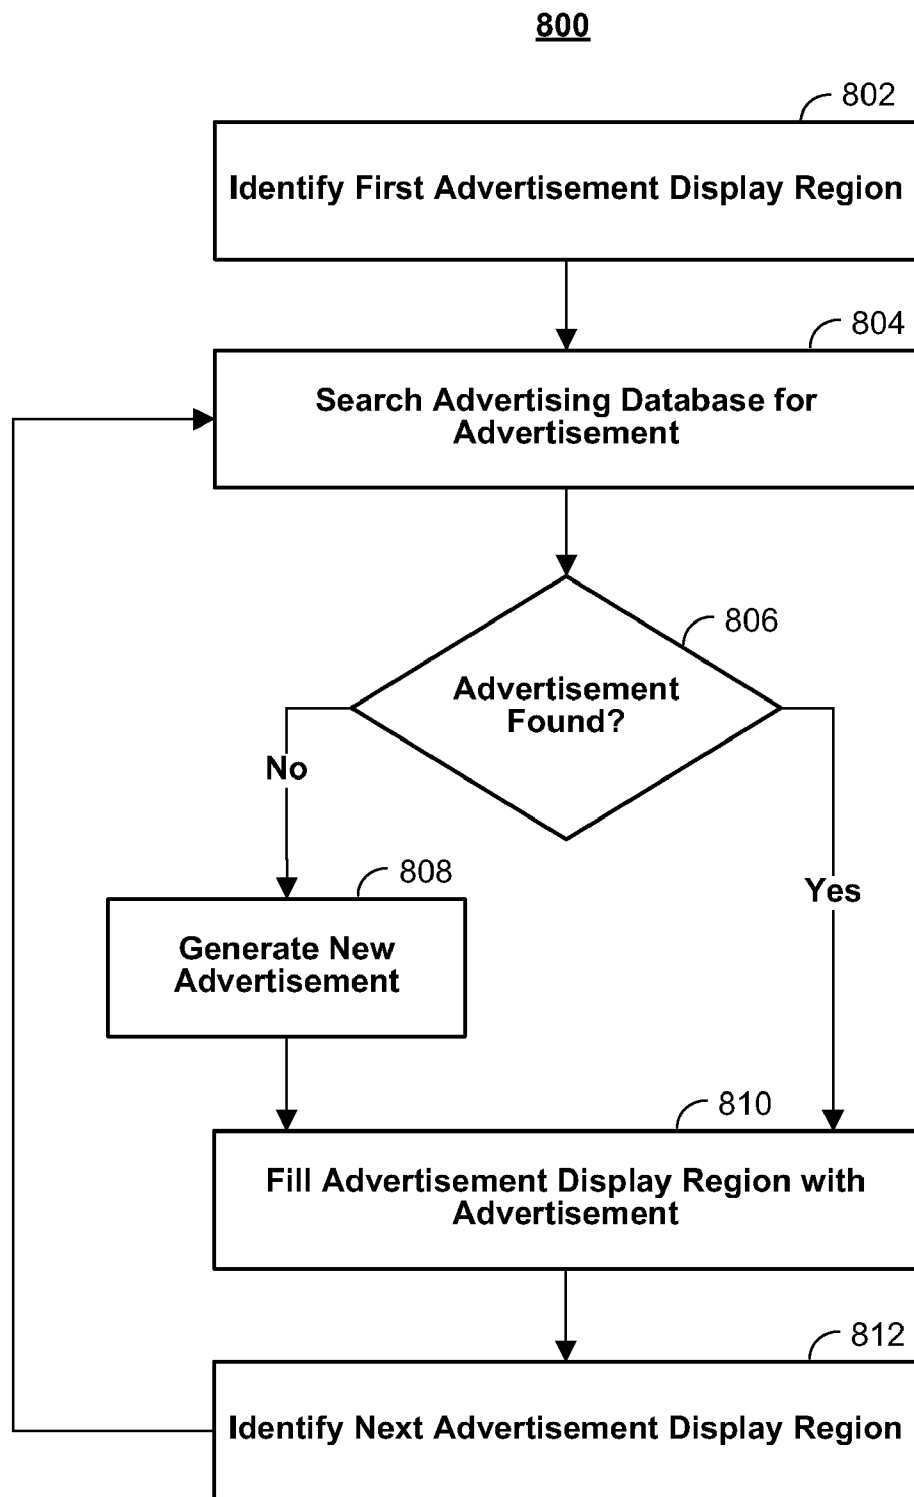 800
802
Identify First Advertisement Display Region
804
Search Advertising Database for
Advertisement
806
Advertisement
Found?
No
Yes
808
Generate New
Advertisement
810
Fill Advertisement Display Region with
Advertisement
812
Identify Next Advertisement Display Region